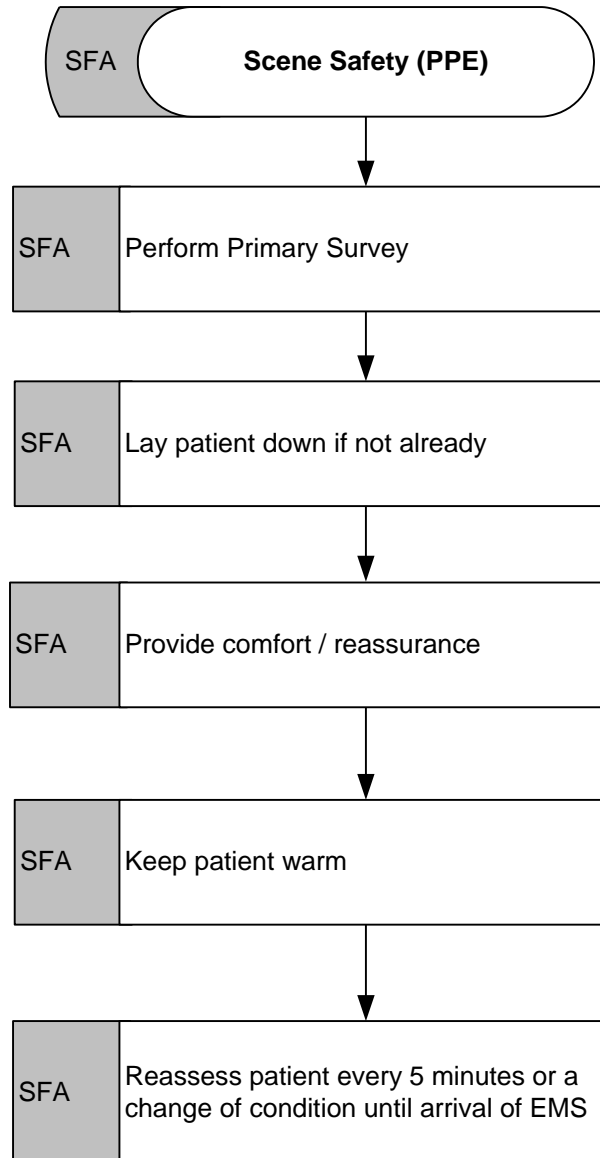 SFA
Scene Safety (PPE)
SFA
Perform Primary Survey
SFA
Lay patient down if not already
SFA
Provide comfort / reassurance
SFA
Keep patient warm
SFA
Reassess patient every 5 minutes or a
change of condition until arrival of EMS